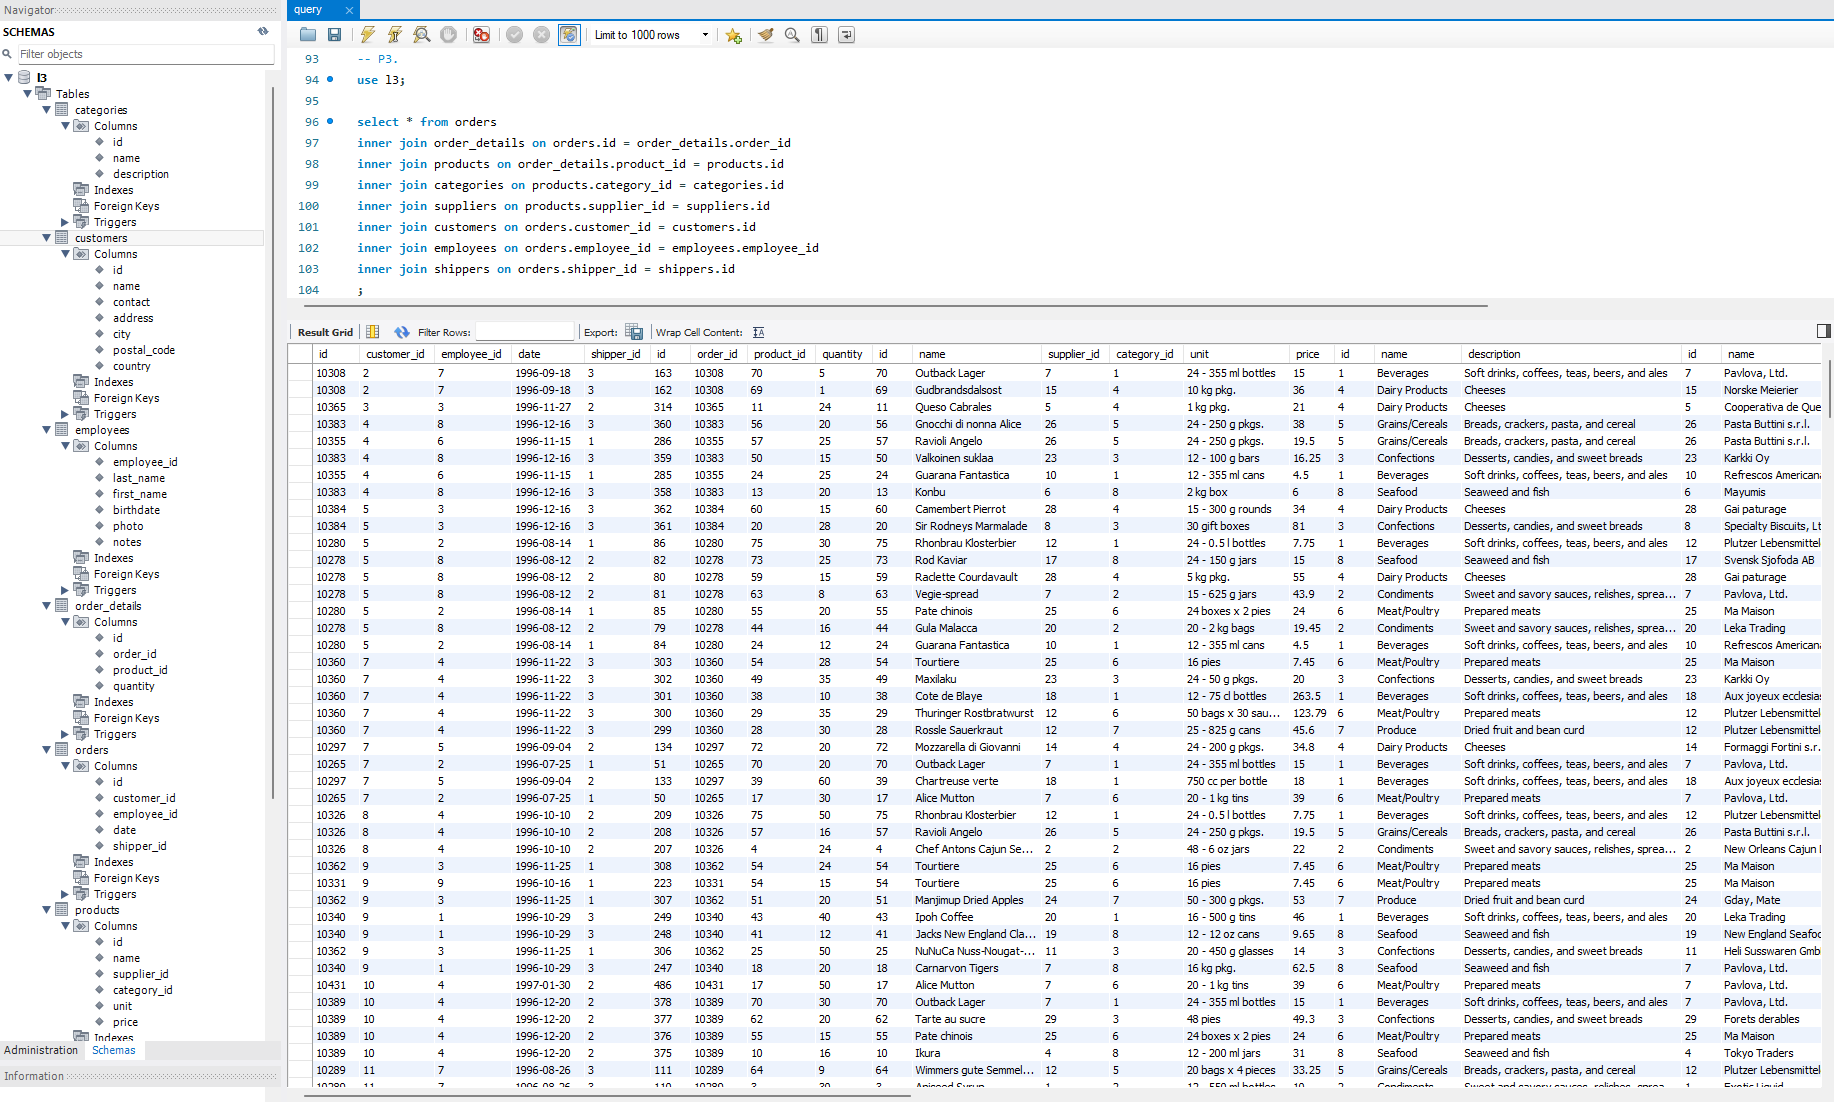 Navigator
SCHEMAS
Filter objects
l3
Tables
categories
Columns
id
name
description
Indexes
Foreign Keys
Triggers
customers
Columns
id
name
contact
address
city
postal_code
country
Indexes
Foreign Keys
Triggers
employees
Columns
employee_id
last_name
first_name
birthdate
photo
notes
Indexes
Foreign Keys
Triggers
order_details
Columns
id
order_id
product_id
quantity
Indexes
Foreign Keys
Triggers
orders
Columns
id
customer_id
employee_id
date
shipper_id
Indexes
Foreign Keys
Triggers
products
Columns
id
name
supplier_id
category_id
unit
price
Indexes
Administration Schemas
Information
query
Limit to 1000 rows
93 -- P3.
94 use l3;
95
96 select * from orders
97 inner join order_details on orders.id = order_details.order_id
98 inner join products on order_details.product_id = products.id
99 inner join categories on products.category_id = categories.id
100 inner join suppliers on products.supplier_id = suppliers.id
101 inner join customers on orders.customer_id = customers.id
102 inner join employees on orders.employee_id = employees.employee_id
103 inner join shippers on orders.shipper_id = shippers.id
104 ;
Result Grid Filter Rows: Export: Wrap Cell Content:
id customer_id employee_id date shipper_id id order_id product_id quantity id name supplier_id category_id unit price id name description id name
10308 2 7 1996-09-18 3 163 10308 70 5 70 Outback Lager 7 1 24 - 355 ml bottles 15 1 Beverages Soft drinks, coffees, teas, beers, and ales 7 Pavlova, Ltd.
10308 2 7 1996-09-18 3 162 10308 69 1 69 Gudbrandsdalsost 15 4 10 kg pkg. 36 4 Dairy Products Cheeses 15 Norske Meierier
10365 3 3 1996-11-27 2 314 10365 11 24 11 Queso Cabrales 5 4 1 kg pkg. 21 4 Dairy Products Cheeses 5 Cooperativa de Que
10383 4 8 1996-12-16 3 360 10383 56 20 56 Gnocchi di nonna Alice 26 5 24 - 250 g pkgs. 38 5 Grains/Cereals Breads, crackers, pasta, and cereal 26 Pasta Buttini s.r.l.
10355 4 6 1996-11-15 1 286 10355 57 25 57 Ravioli Angelo 26 5 24 - 250 g pkgs. 19.5 5 Grains/Cereals Breads, crackers, pasta, and cereal 26 Pasta Buttini s.r.l.
10383 4 8 1996-12-16 3 359 10383 50 15 50 Valkoinen suklaa 23 3 12 - 100 g bars 16.25 3 Confections Desserts, candies, and sweet breads 23 Karkki Oy
10355 4 6 1996-11-15 1 285 10355 24 25 24 Guarana Fantastica 10 1 12 - 355 ml cans 4.5 1 Beverages Soft drinks, coffees, teas, beers, and ales 10 Refrescos Americana
10383 4 8 1996-12-16 3 358 10383 13 20 13 Konbu 6 8 2 kg box 6 8 Seafood Seaweed and fish 6 Mayumis
10384 5 3 1996-12-16 3 362 10384 60 15 60 Camembert Pierrot 28 4 15 - 300 g rounds 34 4 Dairy Products Cheeses 28 Gai paturage
10384 5 3 1996-12-16 3 361 10384 20 28 20 Sir Rodneys Marmalade 8 3 30 gift boxes 81 3 Confections Desserts, candies, and sweet breads 8 Specialty Biscuits, Lt
10280 5 2 1996-08-14 1 86 10280 75 30 75 Rhonbrau Klosterbier 12 1 24 - 0.5 l bottles 7.75 1 Beverages Soft drinks, coffees, teas, beers, and ales 12 Plutzer Lebensmittel
10278 5 8 1996-08-12 2 82 10278 73 25 73 Rod Kaviar 17 8 24 - 150 g jars 15 8 Seafood Seaweed and fish 17 Svensk Sjofoda AB
10278 5 8 1996-08-12 2 80 10278 59 15 59 Raclette Courdavault 28 4 5 kg pkg. 55 4 Dairy Products Cheeses 28 Gai paturage
10278 5 8 1996-08-12 2 81 10278 63 8 63 Vegie-spread 7 2 15 - 625 g jars 43.9 2 Condiments Sweet and savory sauces, relishes, sprea... 7 Pavlova, Ltd.
10280 5 2 1996-08-14 1 85 10280 55 20 55 Pate chinois 25 6 24 boxes x 2 pies 24 6 Meat/Poultry Prepared meats 25 Ma Maison
10278 5 8 1996-08-12 2 79 10278 44 16 44 Gula Malacca 20 2 20 - 2 kg bags 19.45 2 Condiments Sweet and savory sauces, relishes, sprea... 20 Leka Trading
10280 5 2 1996-08-14 1 84 10280 24 12 24 Guarana Fantastica 10 1 12 - 355 ml cans 4.5 1 Beverages Soft drinks, coffees, teas, beers, and ales 10 Refrescos Americana
10360 7 4 1996-11-22 3 303 10360 54 28 54 Tourtiere 25 6 16 pies 7.45 6 Meat/Poultry Prepared meats 25 Ma Maison
10360 7 4 1996-11-22 3 302 10360 49 35 49 Maxilaku 23 3 24 - 50 g pkgs. 20 3 Confections Desserts, candies, and sweet breads 23 Karkki Oy
10360 7 4 1996-11-22 3 301 10360 38 10 38 Cote de Blaye 18 1 12 - 75 cl bottles 263.5 1 Beverages Soft drinks, coffees, teas, beers, and ales 18 Aux joyeux ecclesias
10360 7 4 1996-11-22 3 300 10360 29 35 29 Thuringer Rostbratwurst 12 6 50 bags x 30 sau... 123.79 6 Meat/Poultry Prepared meats 12 Plutzer Lebensmittel
10360 7 4 1996-11-22 3 299 10360 28 30 28 Rossle Sauerkraut 12 7 25 - 825 g cans 45.6 7 Produce Dried fruit and bean curd 12 Plutzer Lebensmittel
10297 7 5 1996-09-04 2 134 10297 72 20 72 Mozzarella di Giovanni 14 4 24 - 200 g pkgs. 34.8 4 Dairy Products Cheeses 14 Formaggi Fortini s.r.
10265 7 2 1996-07-25 1 51 10265 70 20 70 Outback Lager 7 1 24 - 355 ml bottles 15 1 Beverages Soft drinks, coffees, teas, beers, and ales 7 Pavlova, Ltd.
10297 7 5 1996-09-04 2 133 10297 39 60 39 Chartreuse verte 18 1 750 cc per bottle 18 1 Beverages Soft drinks, coffees, teas, beers, and ales 18 Aux joyeux ecclesias
10265 7 2 1996-07-25 1 50 10265 17 30 17 Alice Mutton 7 6 20 - 1 kg tins 39 6 Meat/Poultry Prepared meats 7 Pavlova, Ltd.
10326 8 4 1996-10-10 2 209 10326 75 50 75 Rhonbrau Klosterbier 12 1 24 - 0.5 l bottles 7.75 1 Beverages Soft drinks, coffees, teas, beers, and ales 12 Plutzer Lebensmittel
10326 8 4 1996-10-10 2 208 10326 57 16 57 Ravioli Angelo 26 5 24 - 250 g pkgs. 19.5 5 Grains/Cereals Breads, crackers, pasta, and cereal 26 Pasta Buttini s.r.l.
10326 8 4 1996-10-10 2 207 10326 4 24 4 Chef Antons Cajun Se... 2 2 48 - 6 oz jars 22 2 Condiments Sweet and savory sauces, relishes, sprea... 2 New Orleans Cajun
10362 9 3 1996-11-25 1 308 10362 54 24 54 Tourtiere 25 6 16 pies 7.45 6 Meat/Poultry Prepared meats 25 Ma Maison
10331 9 9 1996-10-16 1 223 10331 54 15 54 Tourtiere 25 6 16 pies 7.45 6 Meat/Poultry Prepared meats 25 Ma Maison
10362 9 3 1996-11-25 1 307 10362 51 20 51 Manjimup Dried Apples 24 7 50 - 300 g pkgs. 53 7 Produce Dried fruit and bean curd 24 Gday, Mate
10340 9 1 1996-10-29 3 249 10340 43 40 43 Ipoh Coffee 20 1 16 - 500 g tins 46 1 Beverages Soft drinks, coffees, teas, beers, and ales 20 Leka Trading
10340 9 1 1996-10-29 3 248 10340 41 12 41 Jacks New England Cla... 19 8 12 - 12 oz cans 9.65 8 Seafood Seaweed and fish 19 New England Seafoo
10362 9 3 1996-11-25 1 306 10362 25 50 25 NuNuCa Nuss-Nougat-... 11 3 20 - 450 g glasses 14 3 Confections Desserts, candies, and sweet breads 11 Heli Susswaren Gmb
10340 9 1 1996-10-29 3 247 10340 18 20 18 Carnarvon Tigers 7 8 16 kg pkg. 62.5 8 Seafood Seaweed and fish 7 Pavlova, Ltd.
10431 10 4 1997-01-30 2 486 10431 17 50 17 Alice Mutton 7 6 20 - 1 kg tins 39 6 Meat/Poultry Prepared meats 7 Pavlova, Ltd.
10389 10 4 1996-12-20 2 378 10389 70 30 70 Outback Lager 7 1 24 - 355 ml bottles 15 1 Beverages Soft drinks, coffees, teas, beers, and ales 7 Pavlova, Ltd.
10389 10 4 1996-12-20 2 377 10389 62 20 62 Tarte au sucre 29 3 48 pies 49.3 3 Confections Desserts, candies, and sweet breads 29 Forets derables
10389 10 4 1996-12-20 2 376 10389 55 15 55 Pate chinois 25 6 24 boxes x 2 pies 24 6 Meat/Poultry Prepared meats 25 Ma Maison
10389 10 4 1996-12-20 2 375 10389 10 16 10 Ikura 4 8 12 - 200 ml jars 31 8 Seafood Seaweed and fish 4 Tokyo Traders
10289 11 7 1996-08-26 3 111 10289 64 9 64 Wimmers gute Semmel... 12 5 20 bags x 4 pieces 33.25 5 Grains/Cereals Breads, crackers, pasta, and cereal 12 Plutzer Lebensmittel